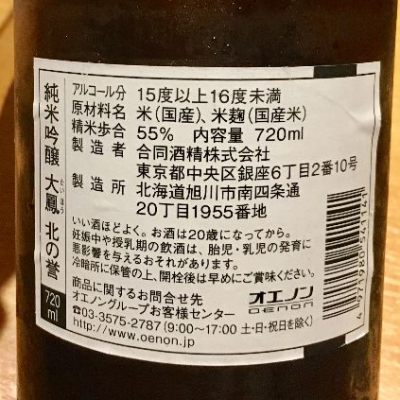 アルコール分 15度以上16度未満
原材料名 米(国産)、米麹(国産米)
精米歩合 55% 内容量 720ml
製造者 合同酒精株式会社
東京都中央区銀座6丁目2番10号
製造所 北海道旭川市南四条通
20丁目1955番地
いい酒ほどよく。お酒は20歳になってから。
妊娠中や授乳期の飲酒は、胎児・乳児の発育に
悪影響を与えるおそれがあります。
冷暗所に保管の上、開栓後は早めにご賞味ください。
商品に関するお問合せ先
オエノングループお客様センター
☎03-3575-2787 (9:00〜17:00 土・日・祝日を除く)
http://www.oenon.jp
オエノン
OENON
純米吟醸 大鳳 北の誉 720ml
たいほう
4 971980 547141